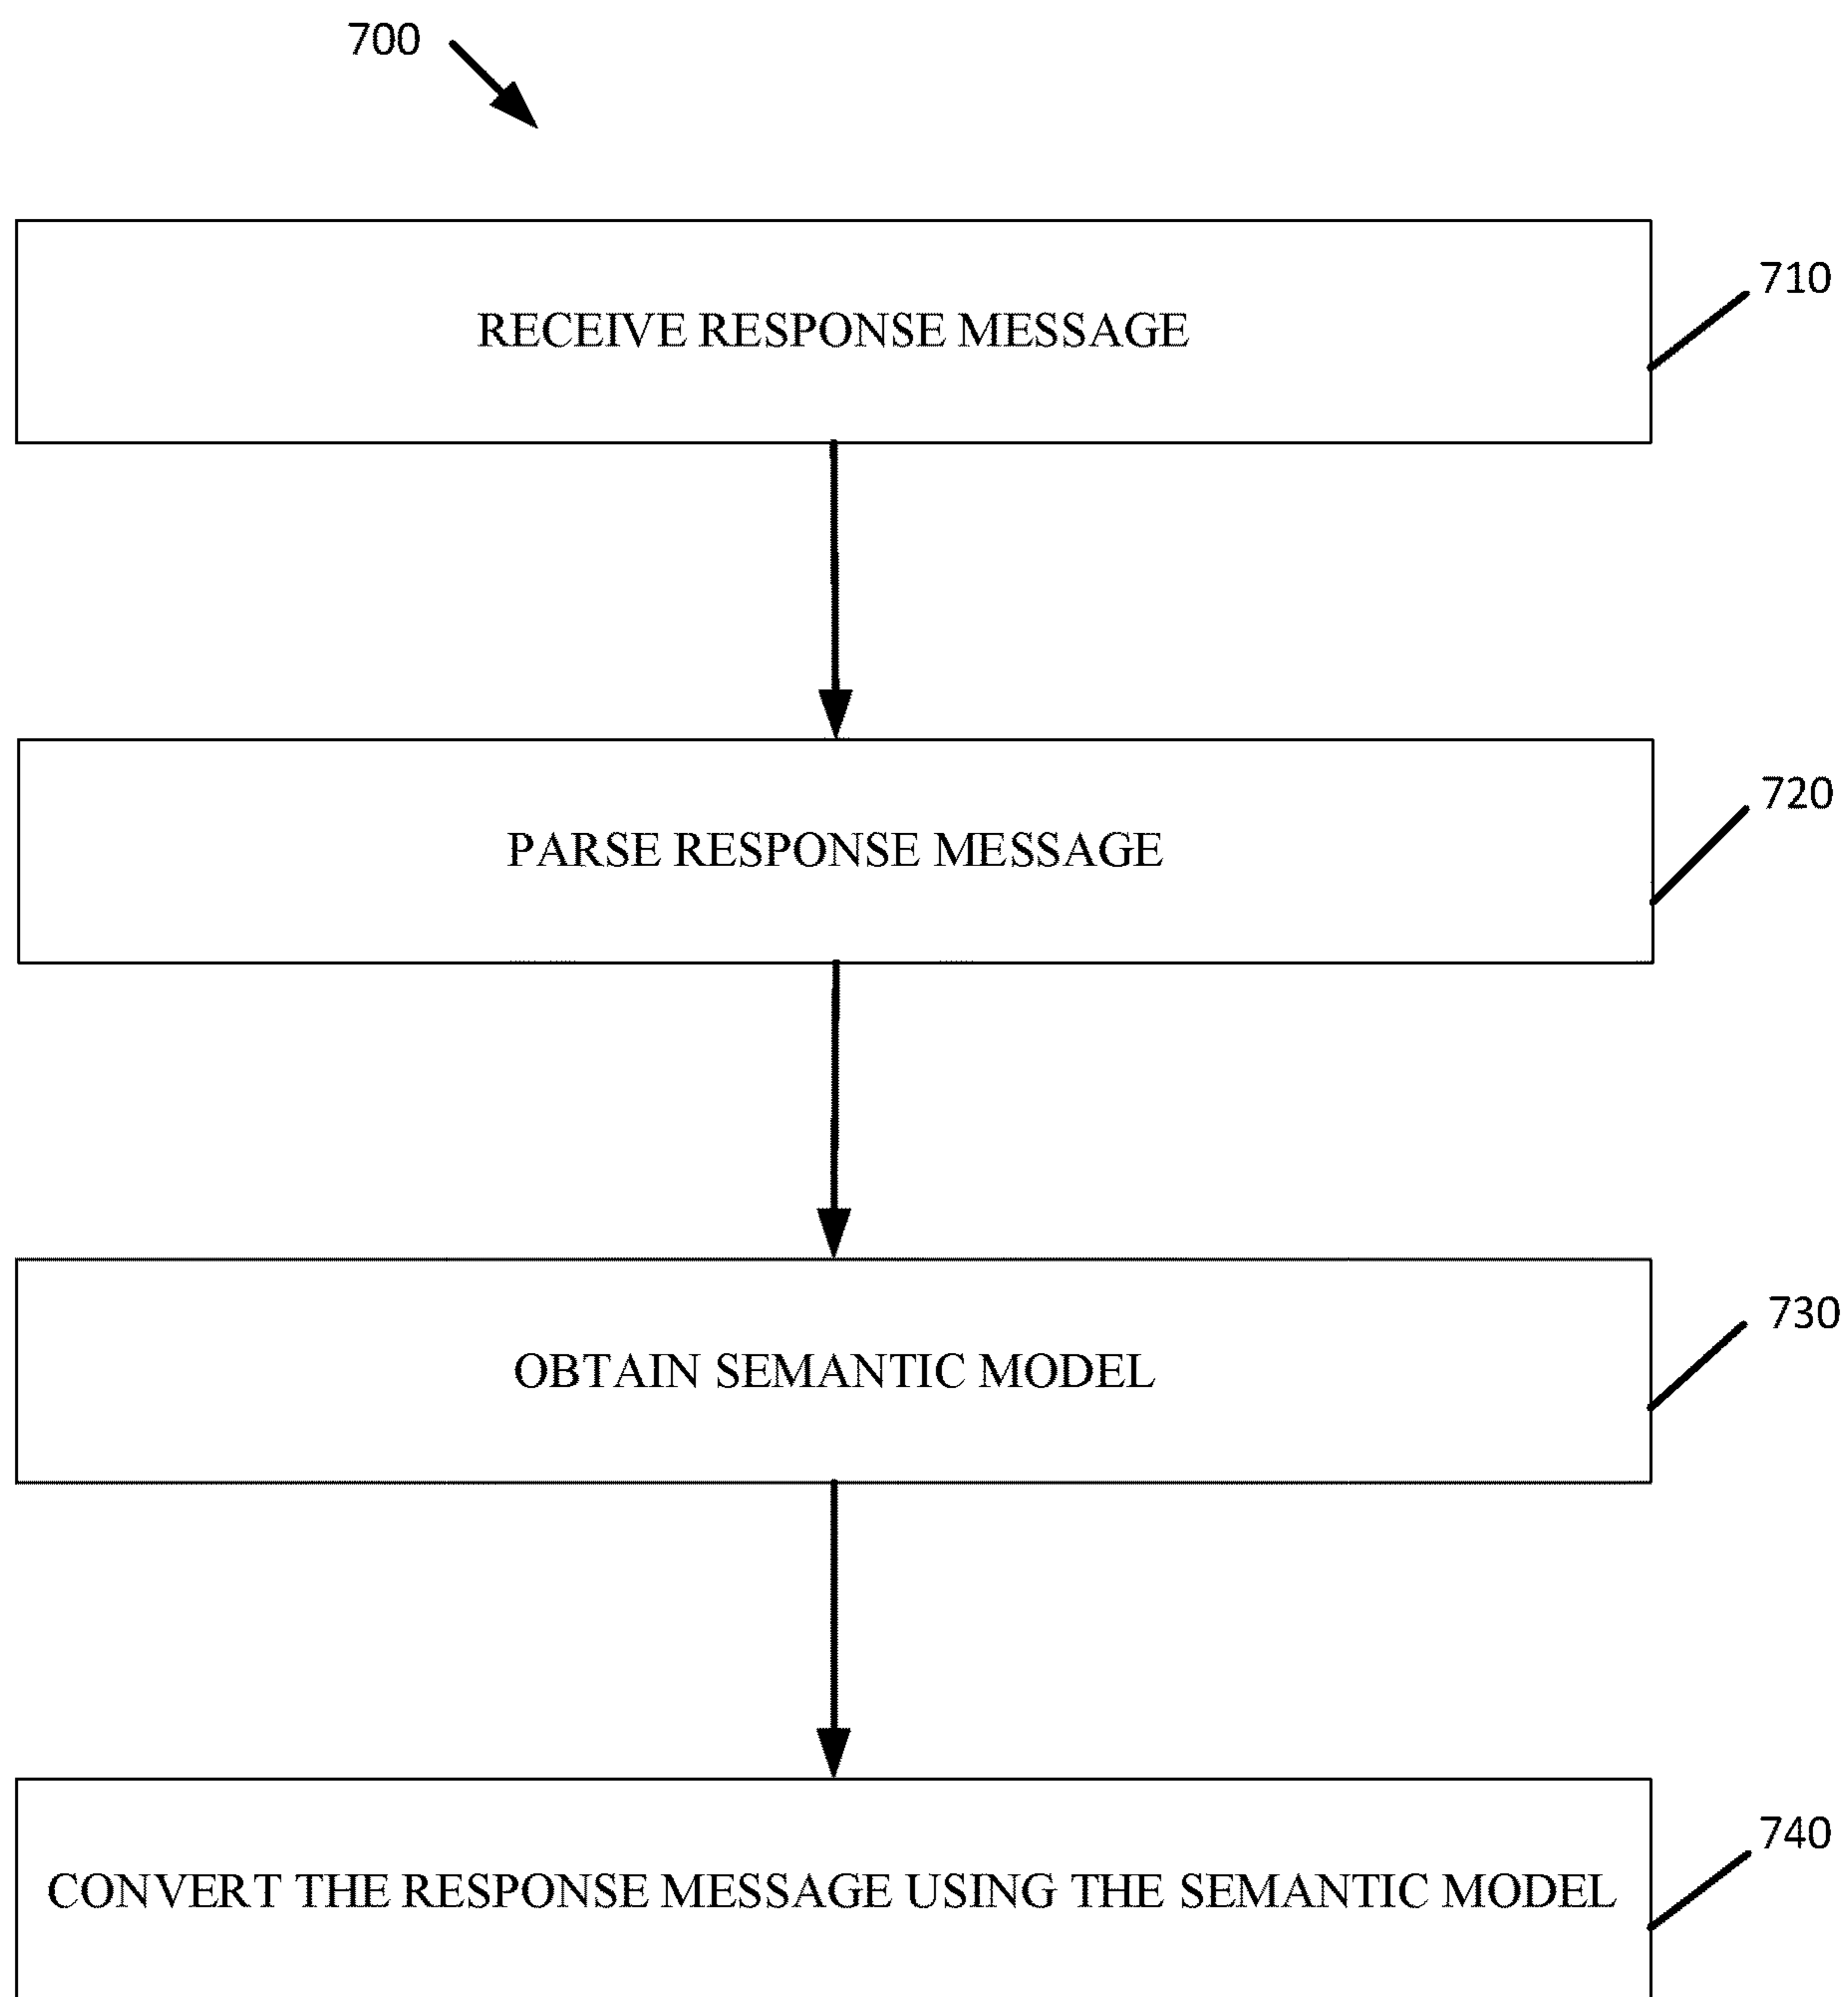 700
710
RECEIVE RESPONSE MESSAGE
720
PARSE RESPONSE MESSAGE
730
OBTAIN SEMANTIC MODEL
740
CONVERT THE RESPONSE MESSAGE USING THE SEMANTIC MODEL